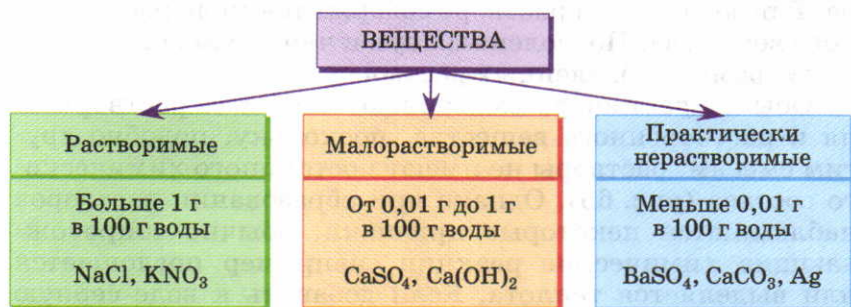 ВЕЩЕСТВА
Растворимые
Больше 1 г
в 100 г воды
NaCl, KNO₃
Малорастворимые
От 0,01 г до 1 г
в 100 г воды
CaSO₄, Ca(OH)₂
Практически
нерастворимые
Меньше 0,01 г
в 100 г воды
BaSO₄, CaCO₃, Ag